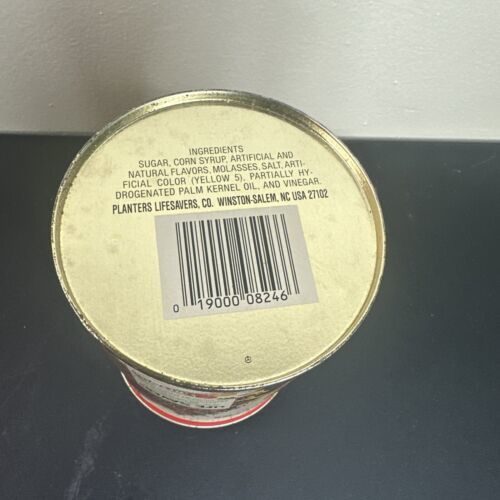 INGREDIENTS
SUGAR, CORN SYRUP, ARTIFICIAL AND
NATURAL FLAVORS, MOLASSES, SALT, ARTI-
FICIAL COLOR (YELLOW 5), PARTIALLY HY-
DROGENATED PALM KERNEL OIL, AND VINEGAR.
PLANTERS LIFESAVERS, CO. WINSTON-SALEM, NC USA 27102
0 19000 08246